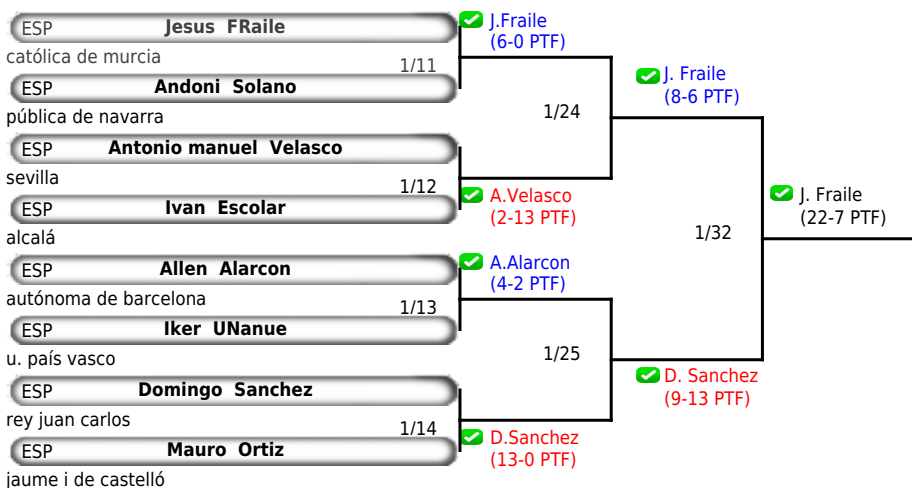 ESP Jesus FRaile
católica de murcia
1/11
ESP Andoni Solano
pública de navarra
ESP Antonio manuel Velasco
sevilla
1/12
ESP Ivan Escolar
alcalá
ESP Allen Alarcon
autónoma de barcelona
1/13
ESP Iker UNanue
u. país vasco
ESP Domingo Sanchez
rey juan carlos
1/14
ESP Mauro Ortiz
jaume i de castelló
J.Fraile
(6-0 PTF)
1/24
A.Velasco
(2-13 PTF)
A.Alarcon
(4-2 PTF)
1/25
D.Sanchez
(13-0 PTF)
J. Fraile
(8-6 PTF)
1/32
D. Sanchez
(9-13 PTF)
J. Fraile
(22-7 PTF)